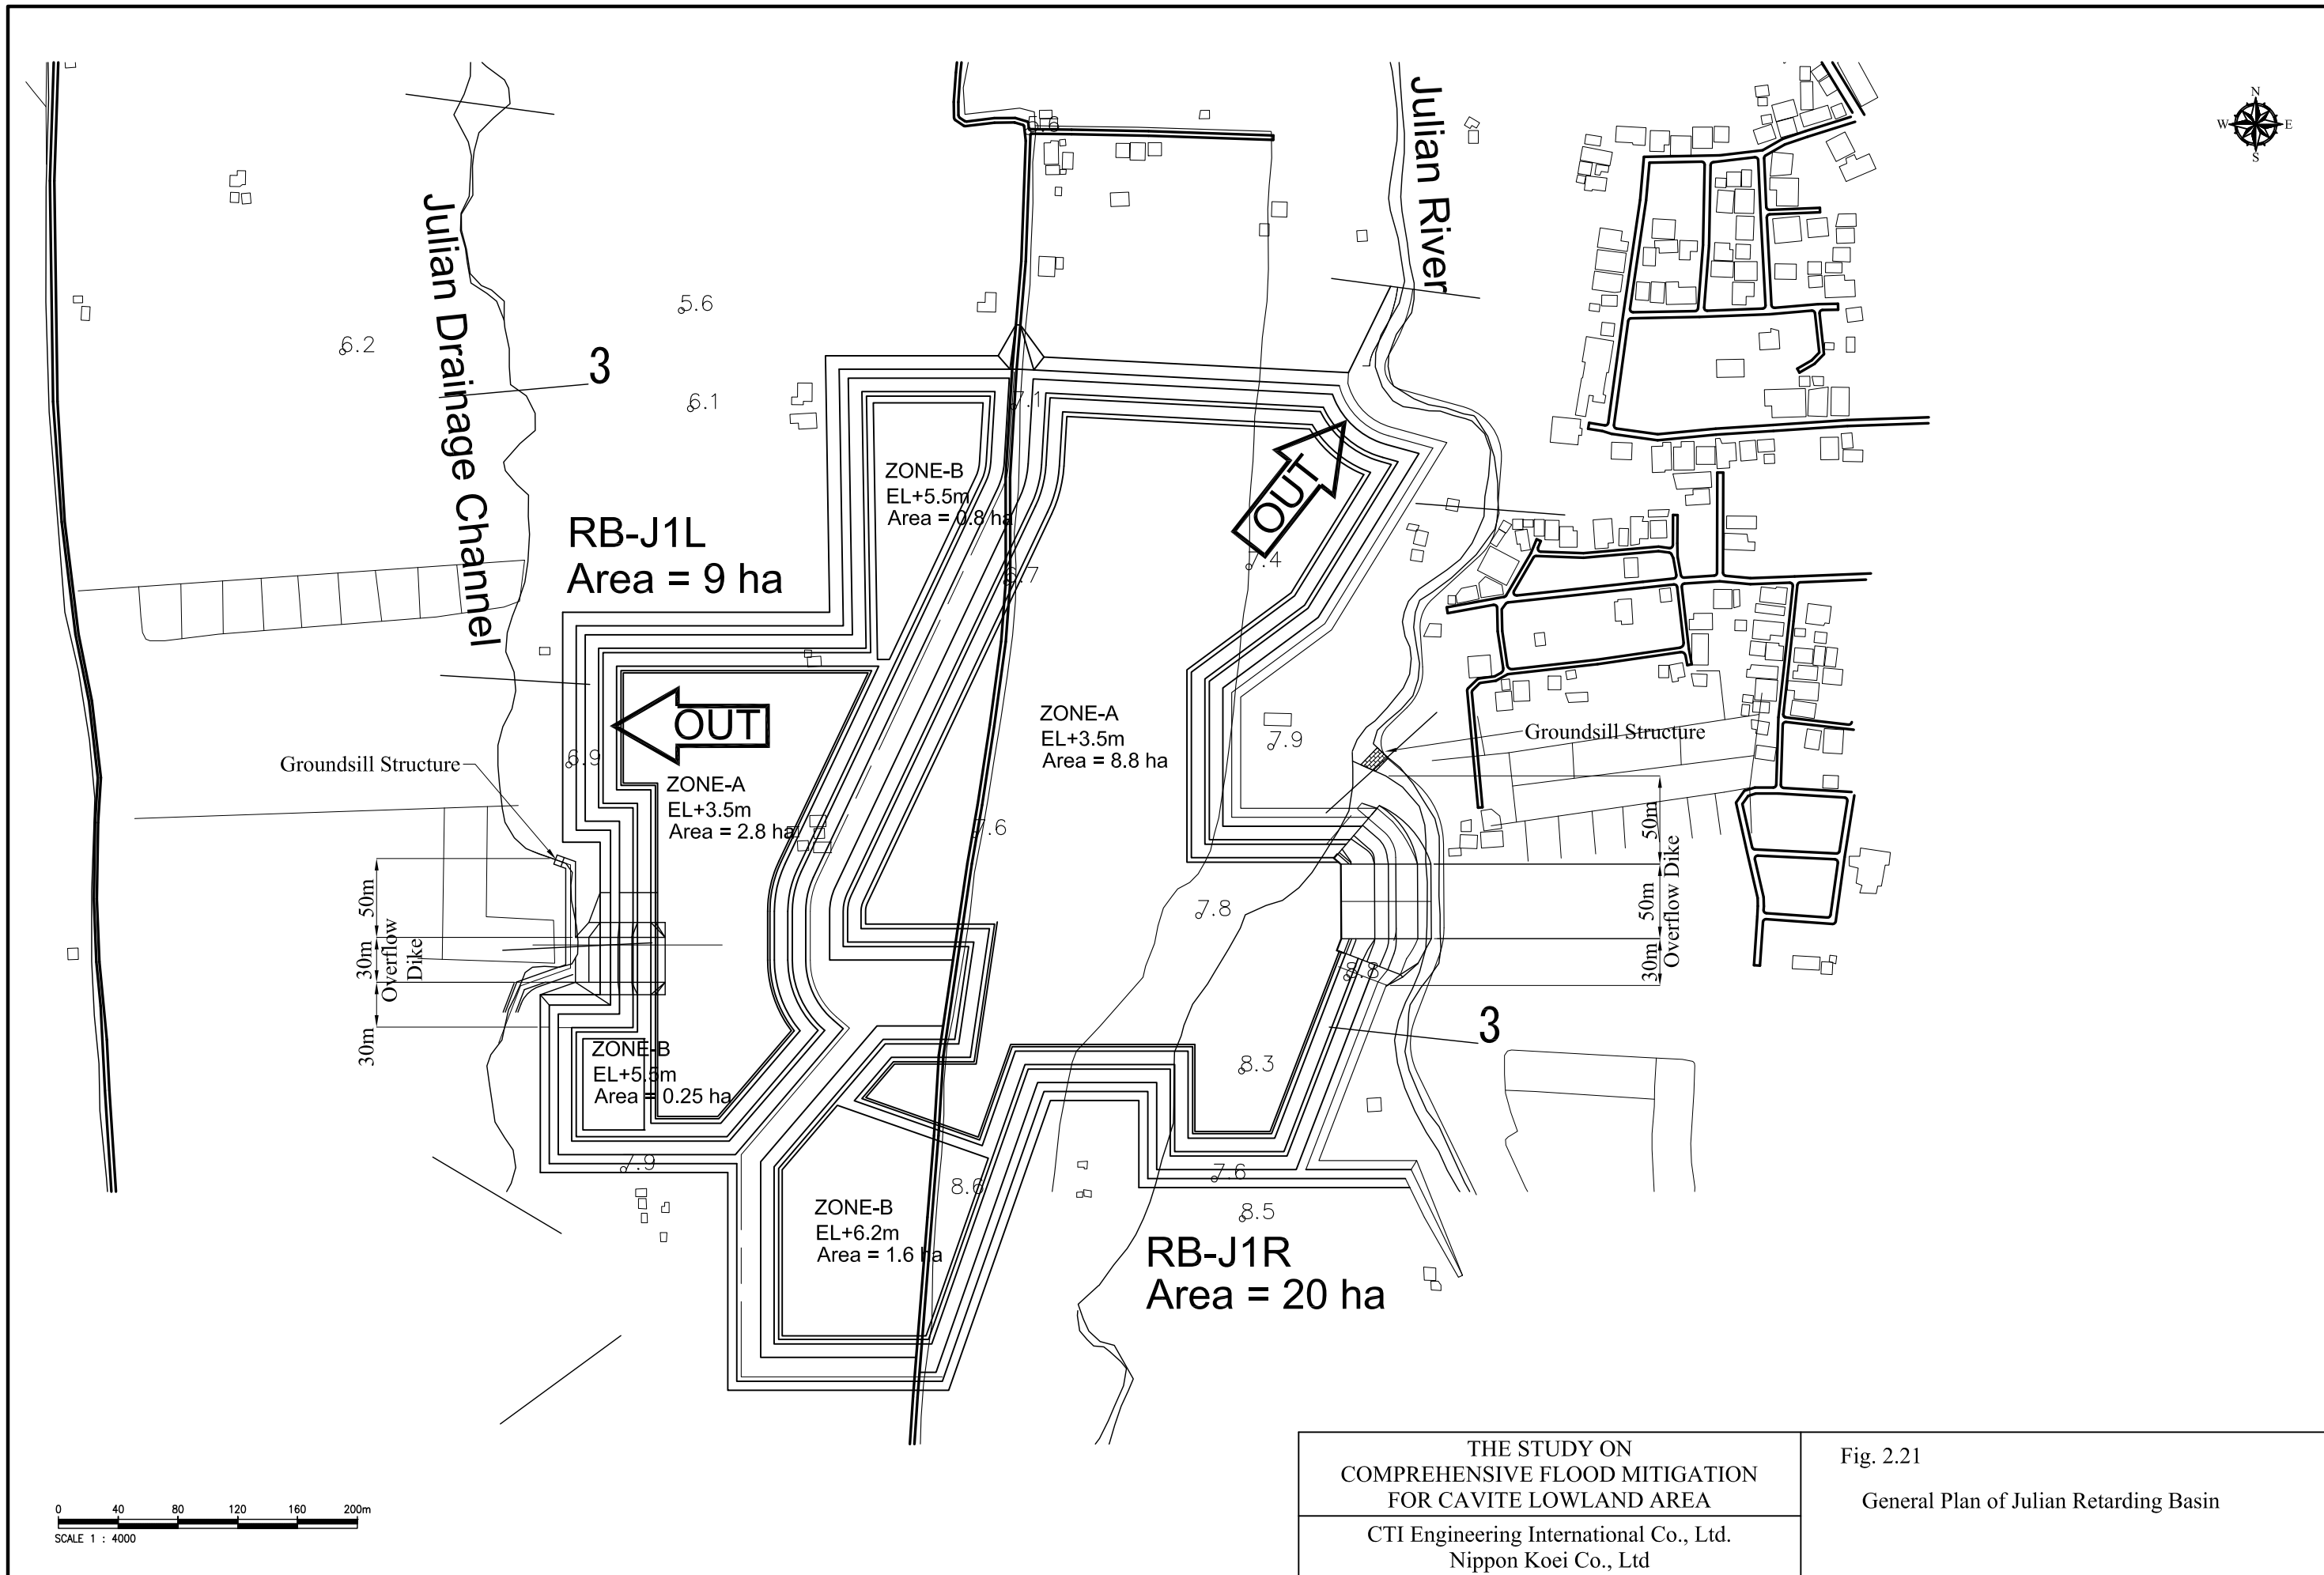 N
W
E
S
Julian Drainage Channel
Julian River
5.6
6.2
5.6
3
6.1
7.1
ZONE-B
EL+5.5m
Area = 0.8 ha
OUT
RB-J1L
Area = 9 ha
6.7
7.4
OUT
ZONE-A
EL+3.5m
Area = 8.8 ha
Groundsill Structure
7.9
6.9
Groundsill Structure
ZONE-A
EL+3.5m
Area = 2.8 ha
7.6
50m
30m
30m
Overflow
Dike
50m
50m
30m
Overflow Dike
7.8
8.8
3
ZONE-B
EL+5.5m
Area = 0.25 ha
8.3
7.9
7.6
8.6
8.5
ZONE-B
EL+6.2m
Area = 1.6 ha
RB-J1R
Area = 20 ha
0 40 80 120 160 200m
SCALE 1 : 4000
THE STUDY ON
COMPREHENSIVE FLOOD MITIGATION
FOR CAVITE LOWLAND AREA
CTI Engineering International Co., Ltd.
Nippon Koei Co., Ltd
Fig. 2.21
General Plan of Julian Retarding Basin